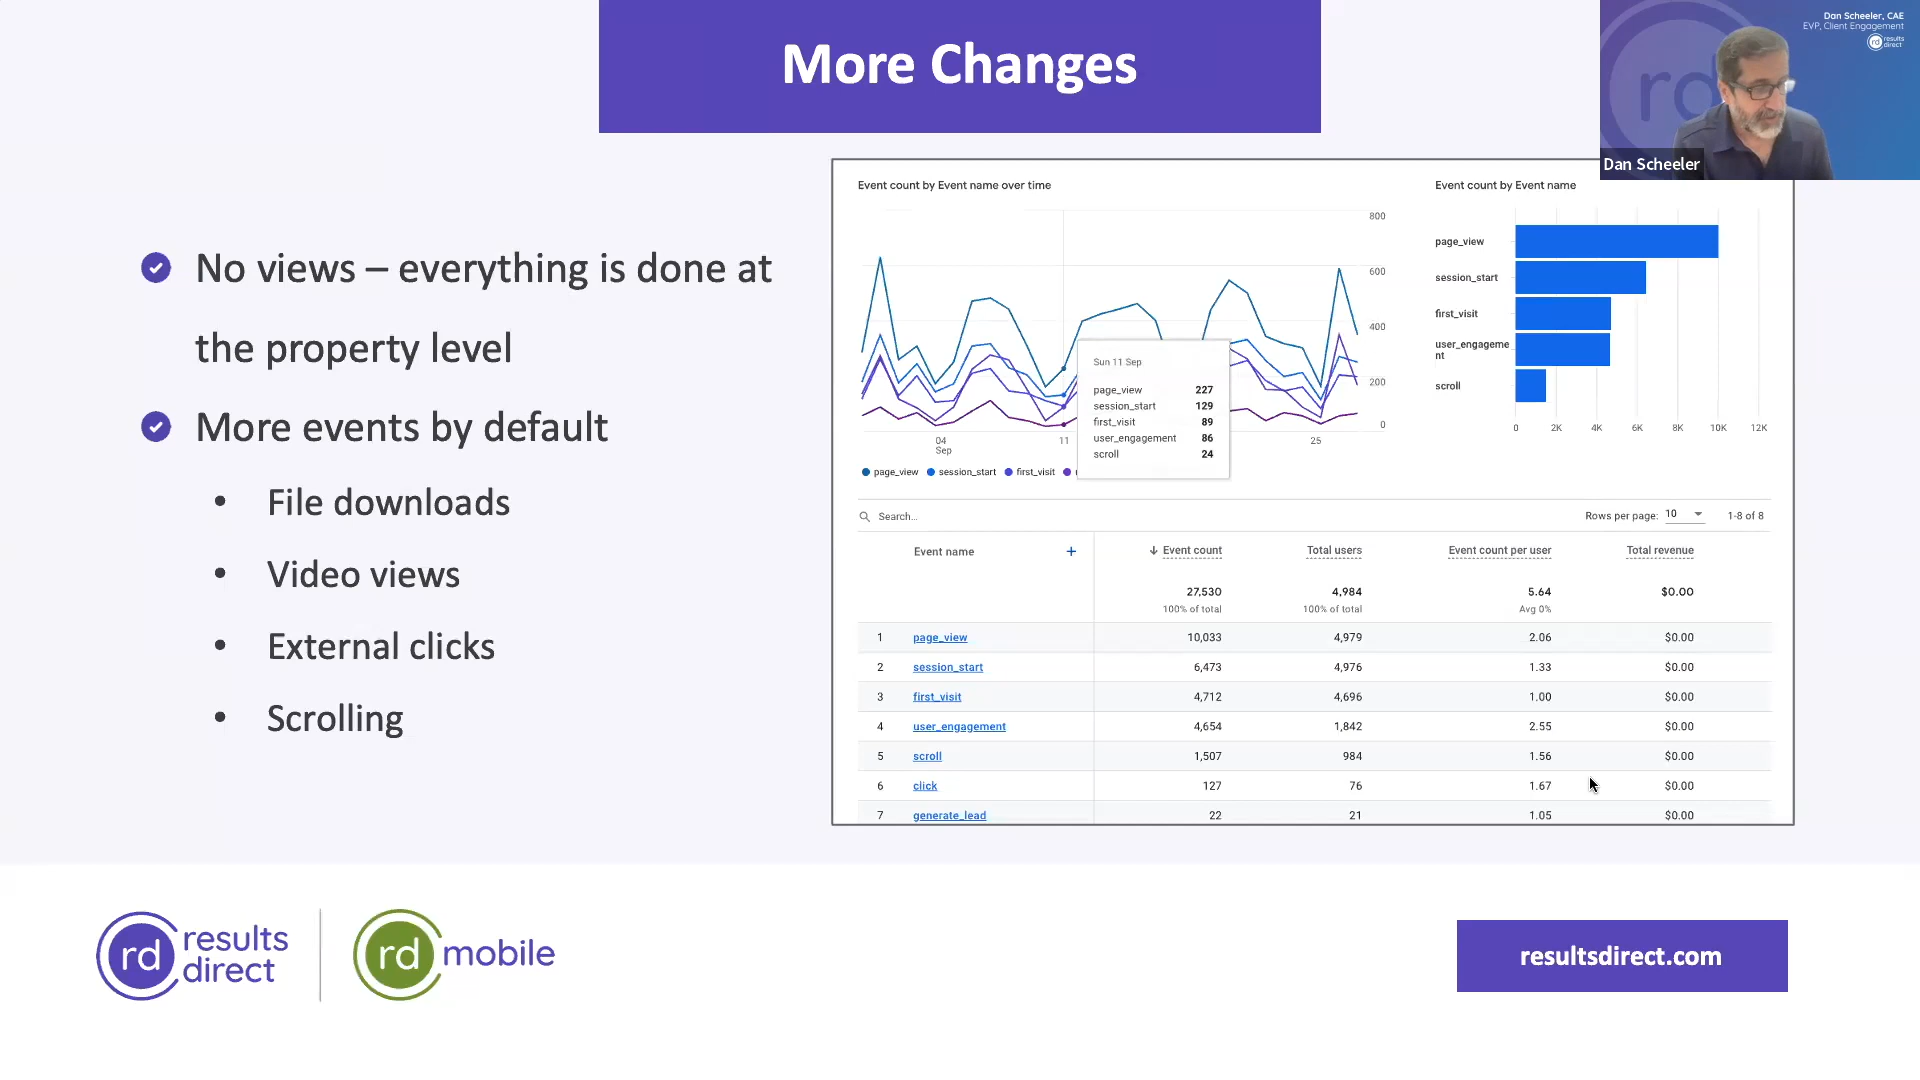 More Changes
Dan Scheeler, CAE
EVP, Client Engagement
rd results
direct
rd
Dan Scheeler
No views – everything is done at
the property level
More events by default
• File downloads
• Video views
• External clicks
• Scrolling
Event count by Event name over time
800
600
400
200
0
04
Sep
11
25
Sun 11 Sep
page_view 227
session_start 129
first_visit 89
user_engagement 86
scroll 24
page_view session_start first_visit
Event count by Event name
page_view
session_start
first_visit
user_engageme
nt
scroll
0 2K 4K 6K 8K 10K 12K
Search...
Rows per page: 10 1-8 of 8
Event name + ↓ Event count Total users Event count per user Total revenue
27,530 4,984 5.64 $0.00
100% of total 100% of total Avg 0%
1 page_view 10,033 4,979 2.06 $0.00
2 session_start 6,473 4,976 1.33 $0.00
3 first_visit 4,712 4,696 1.00 $0.00
4 user_engagement 4,654 1,842 2.55 $0.00
5 scroll 1,507 984 1.56 $0.00
6 click 127 76 1.67 $0.00
7 generate_lead 22 21 1.05 $0.00
rd results
direct
rd mobile
resultsdirect.com